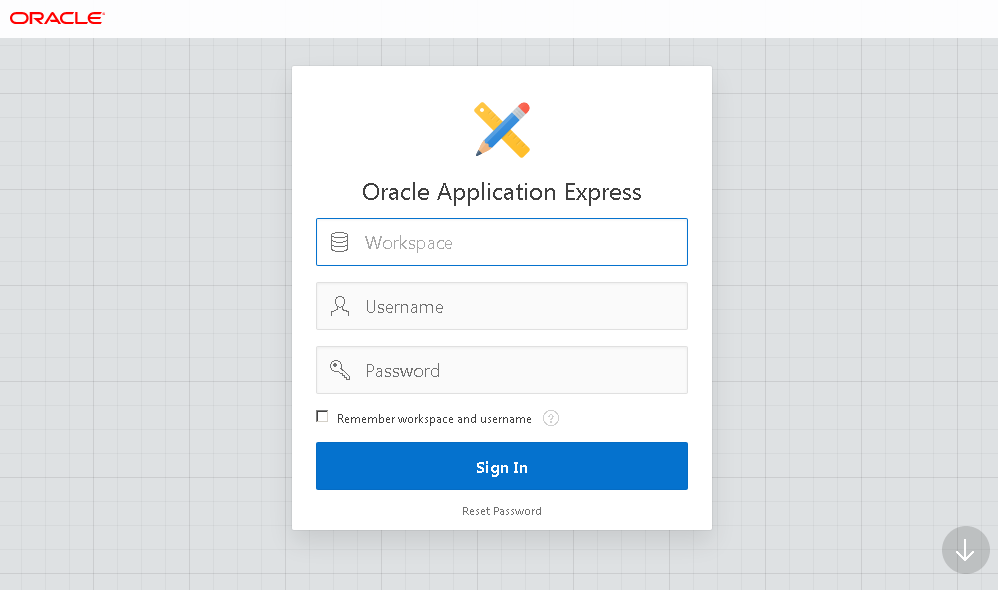 ORACLE
Oracle Application Express
Workspace
Username
Password
Remember workspace and username ?
Sign In
Reset Password